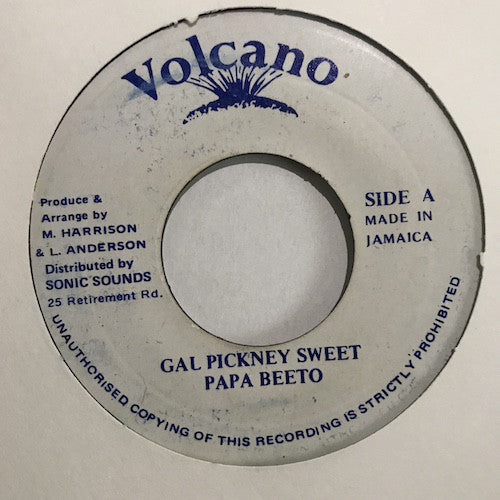 Volcano
Produce &
Arrange by
M. HARRISON
& L. ANDERSON
Distributed by
SONIC SOUNDS
25 Retirement Rd.
SIDE A
MADE IN
JAMAICA
GAL PICKNEY SWEET
PAPA BEETO
UNAUTHORISED COPYING OF THIS RECORDING IS STRICTLY PROHIBITED